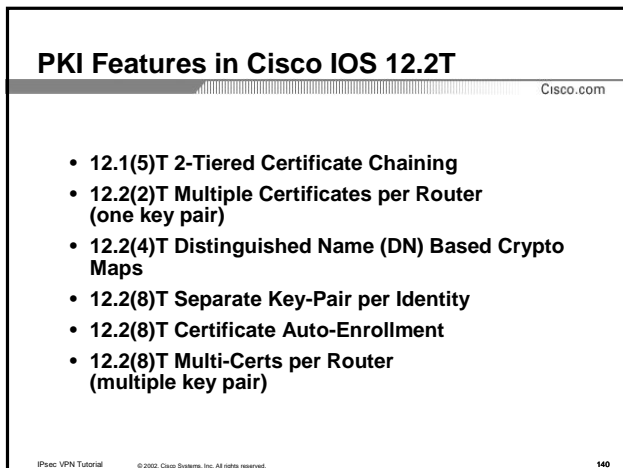 PKI Features in Cisco IOS 12.2T
Cisco.com
• 12.1(5)T 2-Tiered Certificate Chaining
• 12.2(2)T Multiple Certificates per Router
(one key pair)
• 12.2(4)T Distinguished Name (DN) Based Crypto
Maps
• 12.2(8)T Separate Key-Pair per Identity
• 12.2(8)T Certificate Auto-Enrollment
• 12.2(8)T Multi-Certs per Router
(multiple key pair)
IPsec VPN Tutorial © 2002, Cisco Systems, Inc. All rights reserved. 140